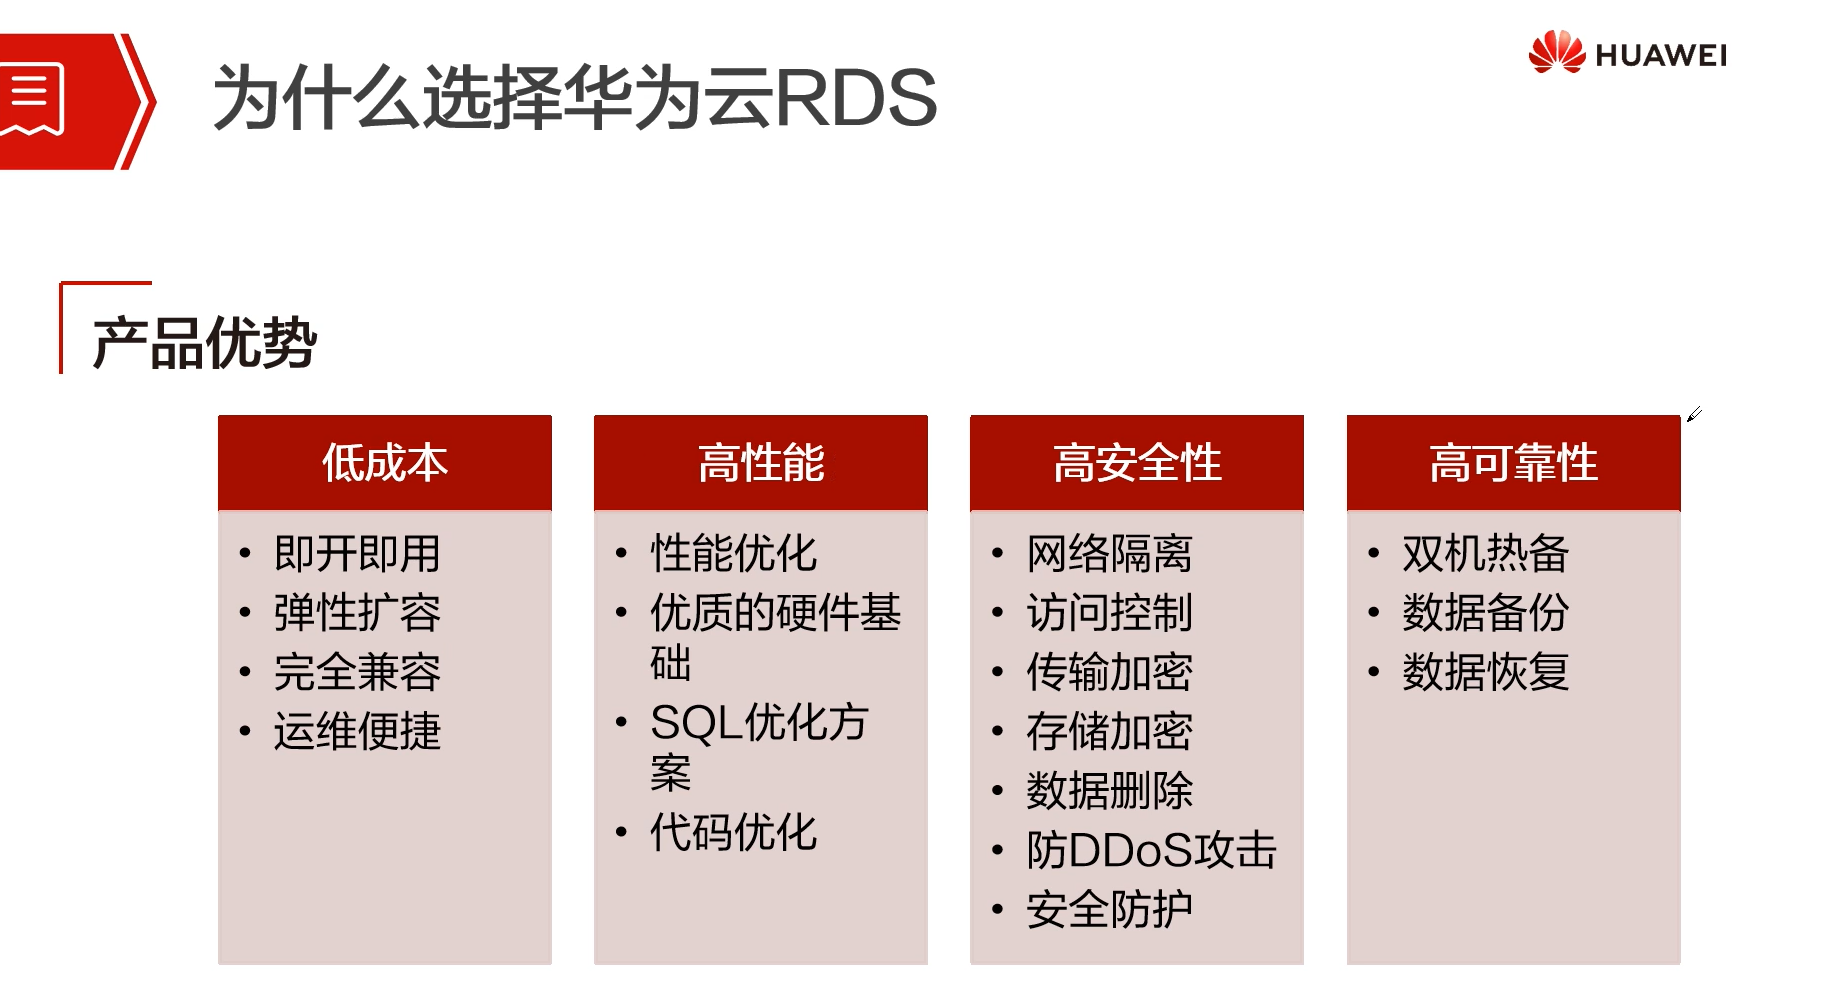 为什么选择华为云RDS
HUAWEI
产品优势
低成本
• 即开即用
• 弹性扩容
• 完全兼容
• 运维便捷
高性能
• 性能优化
• 优质的硬件基
础
• SQL优化方
案
• 代码优化
高安全性
• 网络隔离
• 访问控制
• 传输加密
• 存储加密
• 数据删除
• 防DDoS攻击
• 安全防护
高可靠性
• 双机热备
• 数据备份
• 数据恢复